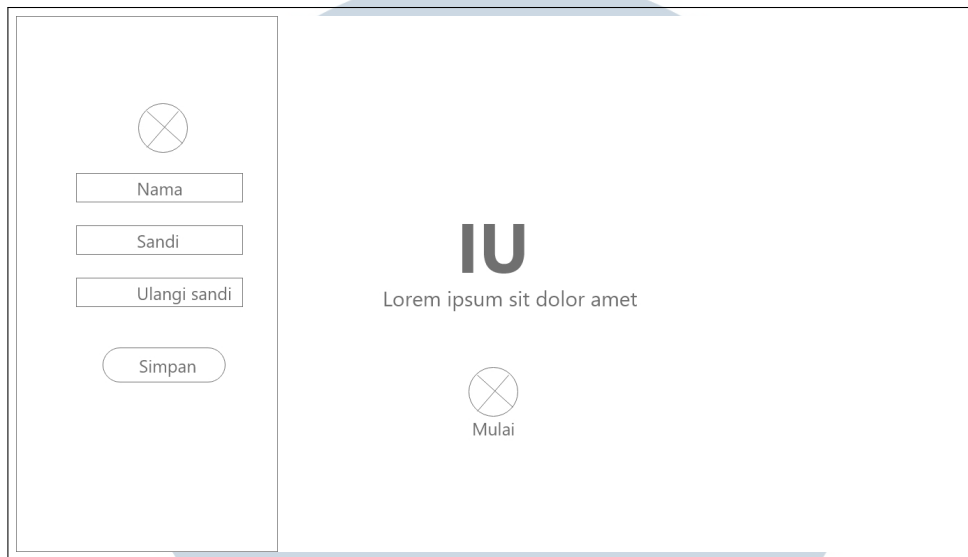 Nama
Sandi
Ulangi sandi
Simpan
IU
Lorem ipsum sit dolor amet
Mulai